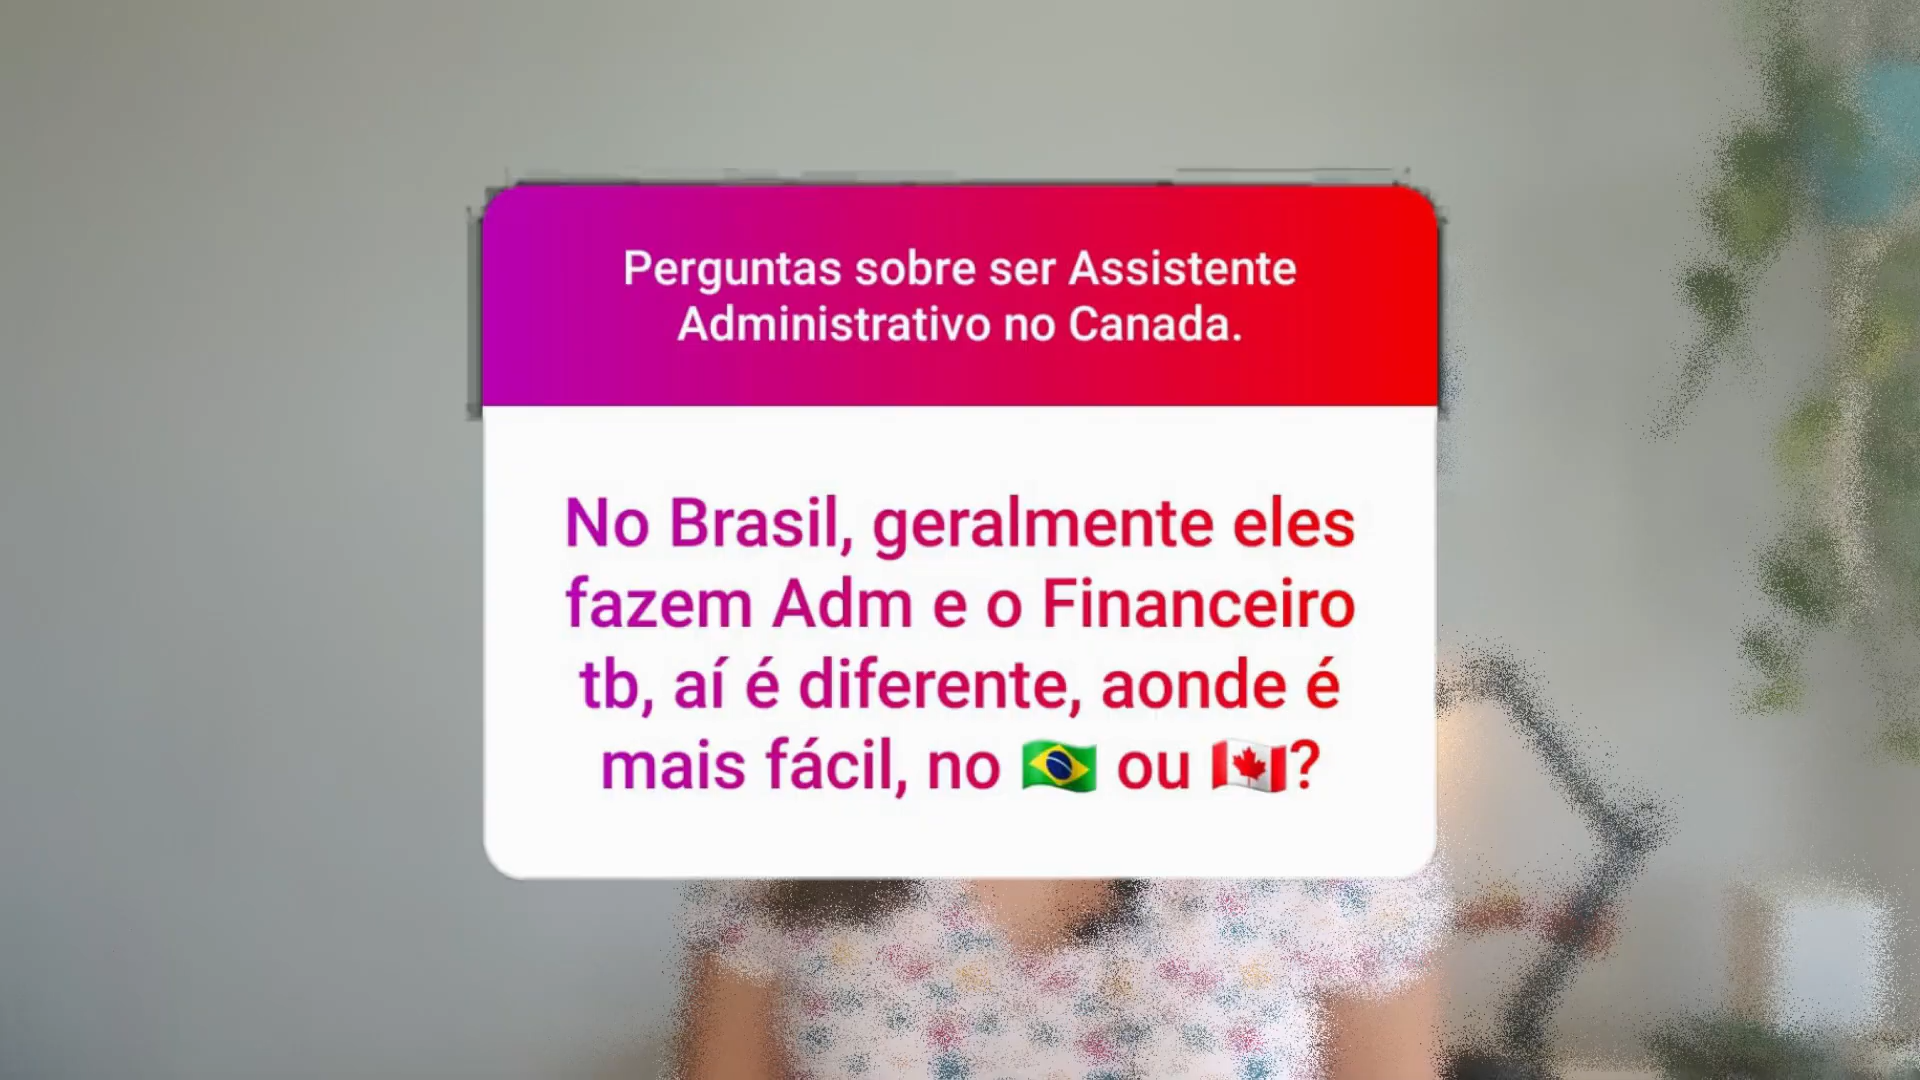 Perguntas sobre ser Assistente
Administrativo no Canada.
No Brasil, geralmente eles
fazem Adm e o Financeiro
tb, aí é diferente, aonde é
mais fácil, no 🇧🇷 ou 🇨🇦?